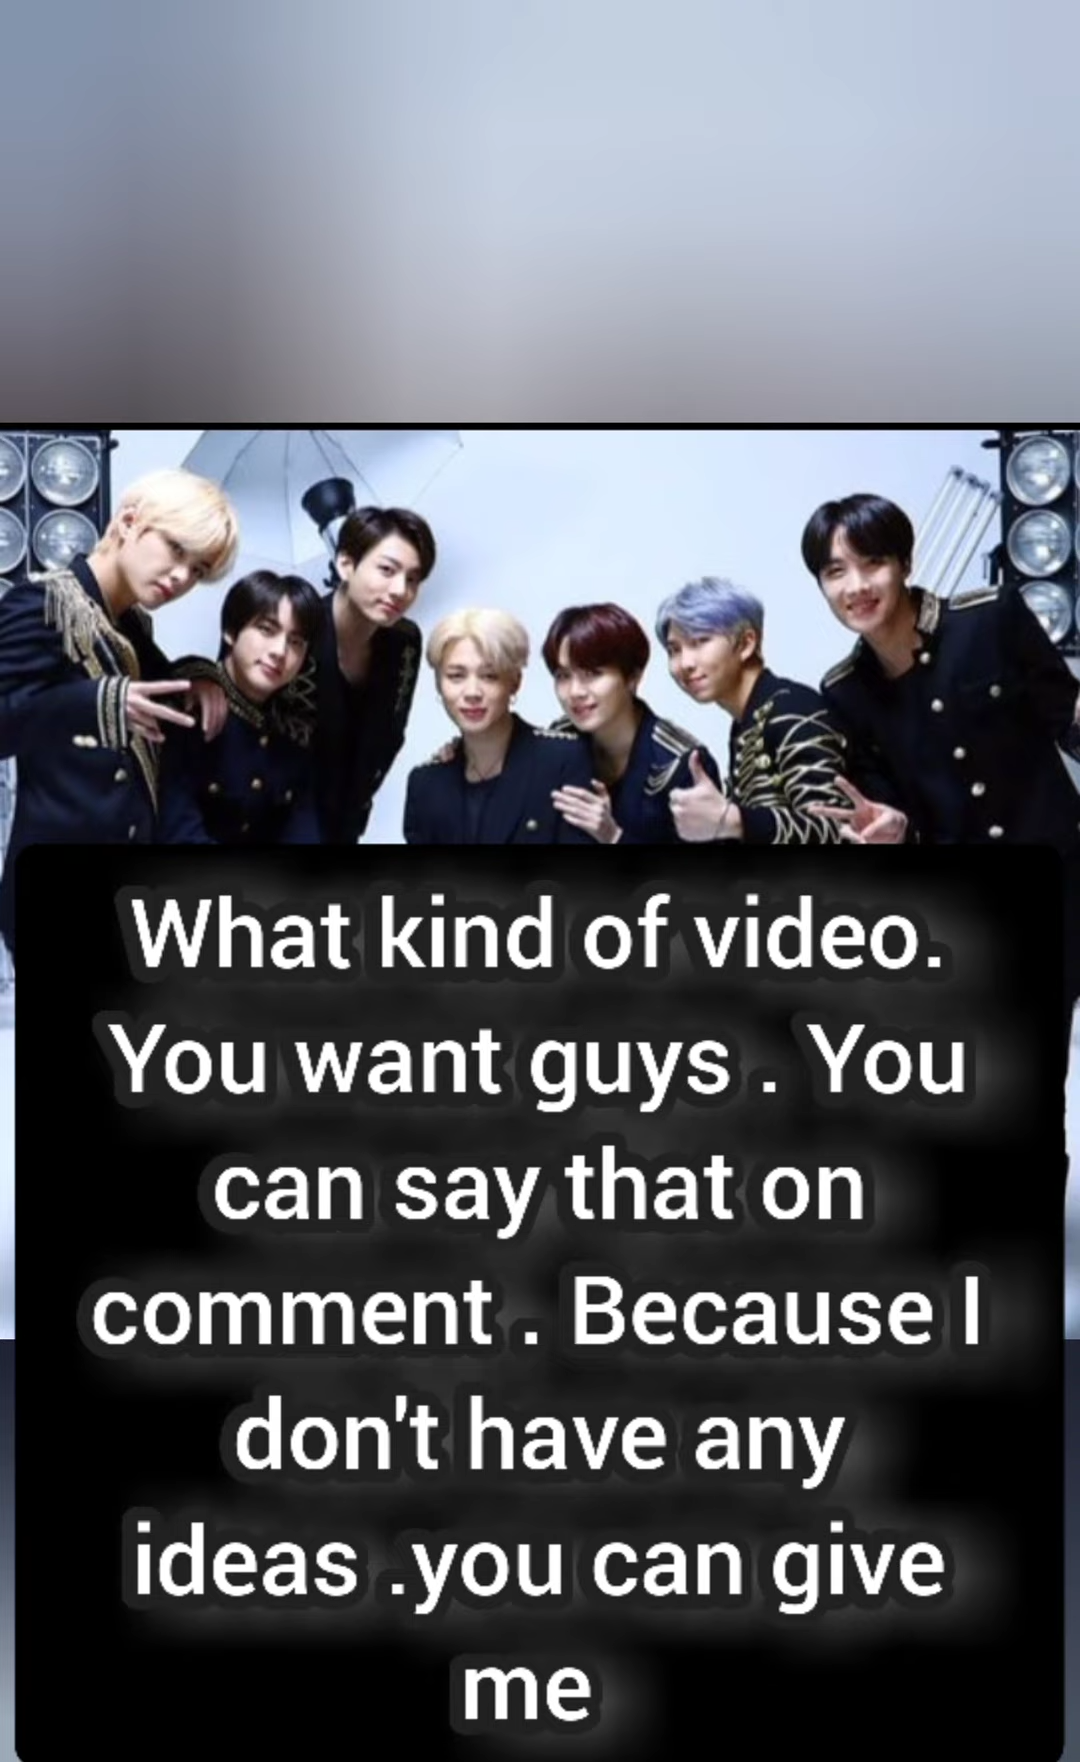 What kind of video.
You want guys . You
can say that on
comment . Because I
don't have any
ideas .you can give
me